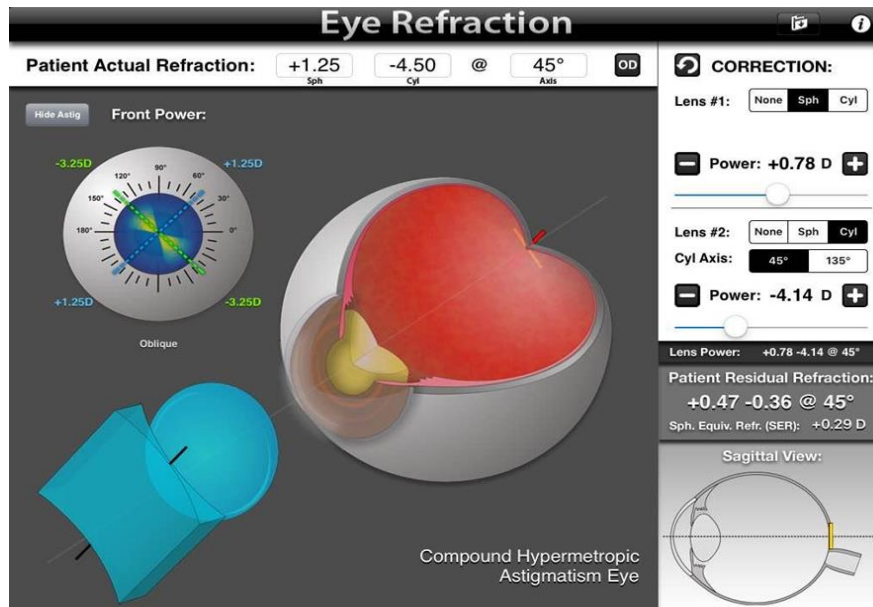 Eye Refraction
i
Patient Actual Refraction: +1.25 -4.50 @ 45° OD
Sph Cyl Axis
Hide Astig Front Power:
-3.25D +1.25D
90°
120° 60°
150° 30°
180° 0°
+1.25D -3.25D
Oblique
Compound Hypermetropic
Astigmatism Eye
CORRECTION:
Lens #1: None Sph Cyl
Power: +0.78 D
Lens #2: None Sph Cyl
Cyl Axis: 45° 135°
Power: -4.14 D
Lens Power: +0.78 -4.14 @ 45°
Patient Residual Refraction:
+0.47 -0.36 @ 45°
Sph. Equiv. Refr. (SER): +0.29 D
Sagittal View: